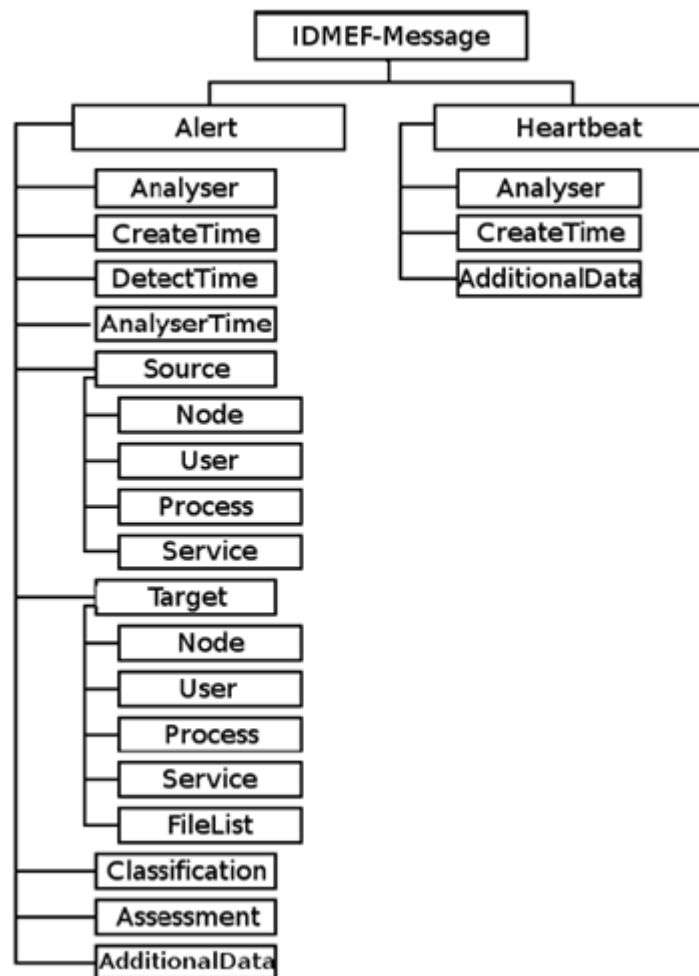 IDMEF-Message
Alert
Heartbeat
Analyser
CreateTime
DetectTime
AnalyserTime
Source
Node
User
Process
Service
Target
Node
User
Process
Service
FileList
Classification
Assessment
AdditionalData
Analyser
CreateTime
AdditionalData